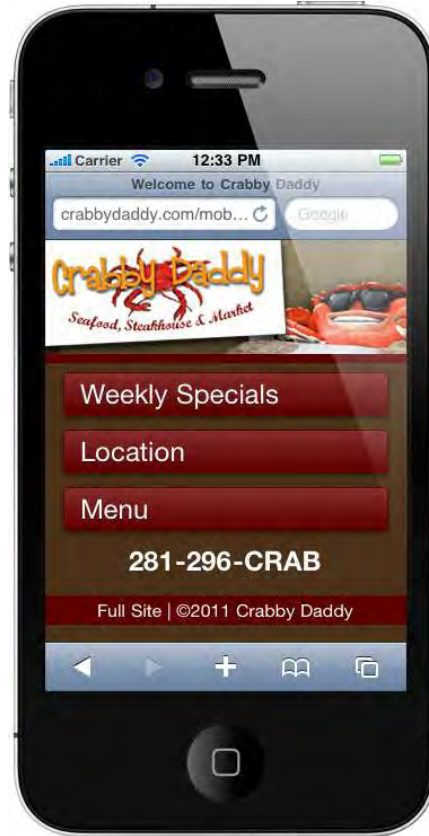 Carrier 12:33 PM
Welcome to Crabby Daddy
crabbydaddy.com/mob... Google
Crabby Daddy
Seafood, Steakhouse & Market
Weekly Specials
Location
Menu
281-296-CRAB
Full Site | ©2011 Crabby Daddy